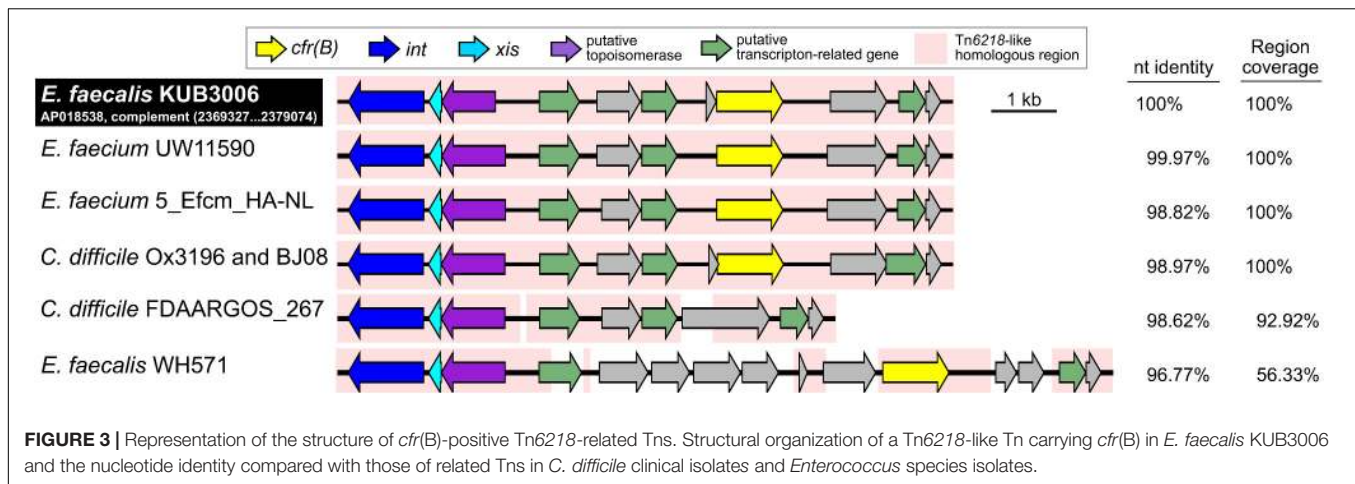 cfr(B) int xis putative topoisomerase putative transcripton-related gene Tn6218-like homologous region
nt identity Region coverage
E. faecalis KUB3006 1 kb 100% 100%
AP018538, complement (2369327...2379074)
E. faecium UW11590 99.97% 100%
E. faecium 5_Efcm_HA-NL 98.82% 100%
C. difficile Ox3196 and BJ08 98.97% 100%
C. difficile FDAARGOS_267 98.62% 92.92%
E. faecalis WH571 96.77% 56.33%
FIGURE 3 | Representation of the structure of cfr(B)-positive Tn6218-related Tns. Structural organization of a Tn6218-like Tn carrying cfr(B) in E. faecalis KUB3006
and the nucleotide identity compared with those of related Tns in C. difficile clinical isolates and Enterococcus species isolates.